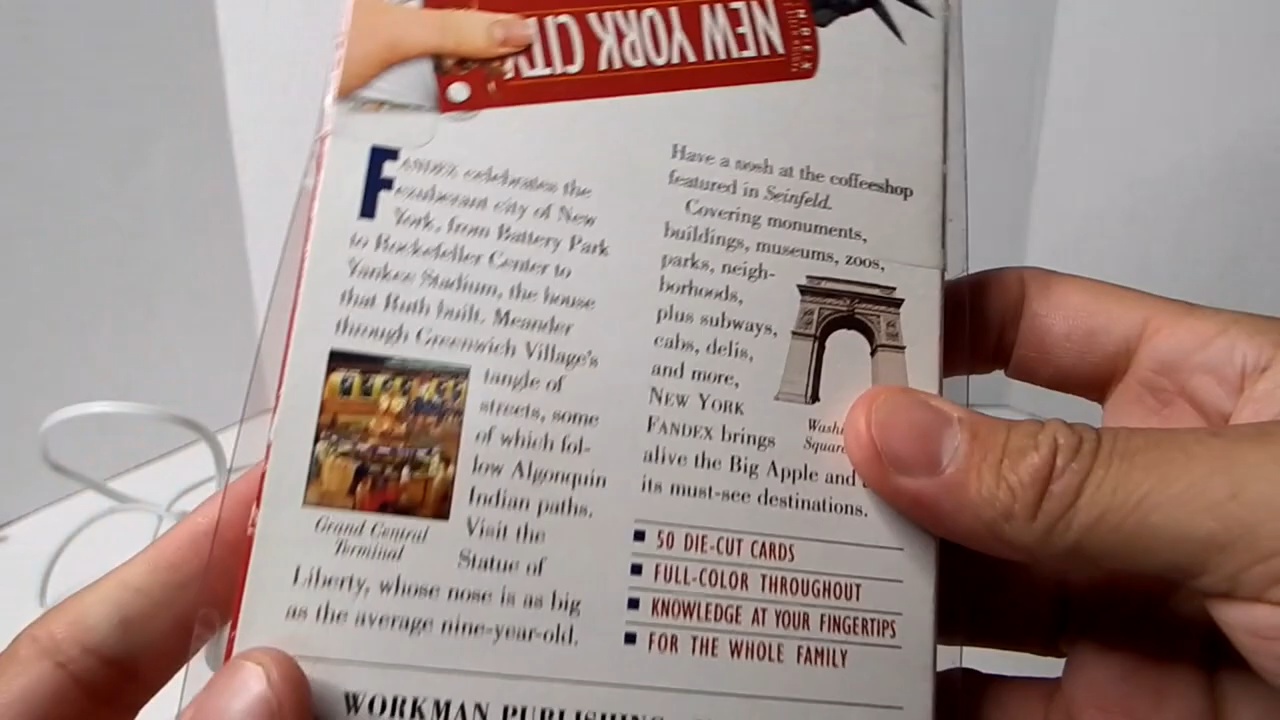 NEW YORK CITY
FANDEX celebrates the
exuberant city of New
York, from Battery Park
to Rockefeller Center to
Yankee Stadium, the house
that Ruth built. Meander
through Greenwich Village's
tangle of
streets, some
of which fol-
low Algonquin
Indian paths.
Visit the
Statue of
Liberty, whose nose is as big
as the average nine-year-old.
Grand Central
Terminal
Have a nosh at the coffeeshop
featured in Seinfeld.
Covering monuments,
buildings, museums, zoos,
parks, neigh-
borhoods,
plus subways,
cabs, delis,
and more,
NEW YORK
FANDEX brings
alive the Big Apple and
its must-see destinations.
Square
50 DIE-CUT CARDS
FULL-COLOR THROUGHOUT
KNOWLEDGE AT YOUR FINGERTIPS
FOR THE WHOLE FAMILY
WORKMAN PUBLISHING